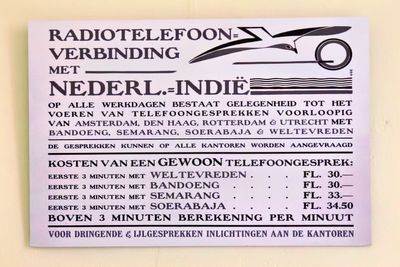 RADIOTELEFOON=
VERBINDING
MET
NEDERL.=INDIË
OP ALLE WERKDAGEN BESTAAT GELEGENHEID TOT HET
VOEREN VAN TELEFOONGESPREKKEN VOORLOOPIG
VAN AMSTERDAM, DEN HAAG, ROTTERDAM & UTRECHT MET
BANDOENG, SEMARANG, SOERABAJA & WELTEVREDEN
DE GESPREKKEN KUNNEN OP ALLE KANTOREN WORDEN AANGEVRAAGD
KOSTEN VAN EEN GEWOON TELEFOONGESPREK:
EERSTE 3 MINUTEN MET WELTEVREDEN . . . FL. 30.—
EERSTE 3 MINUTEN MET BANDOENG . . . . FL. 30.—
EERSTE 3 MINUTEN MET SEMARANG . . . . FL. 33.—
EERSTE 3 MINUTEN MET SOERABAJA . . . . FL. 34.50
BOVEN 3 MINUTEN BEREKENING PER MINUUT
VOOR DRINGENDE & IJLGESPREKKEN INLICHTINGEN AAN DE KANTOREN